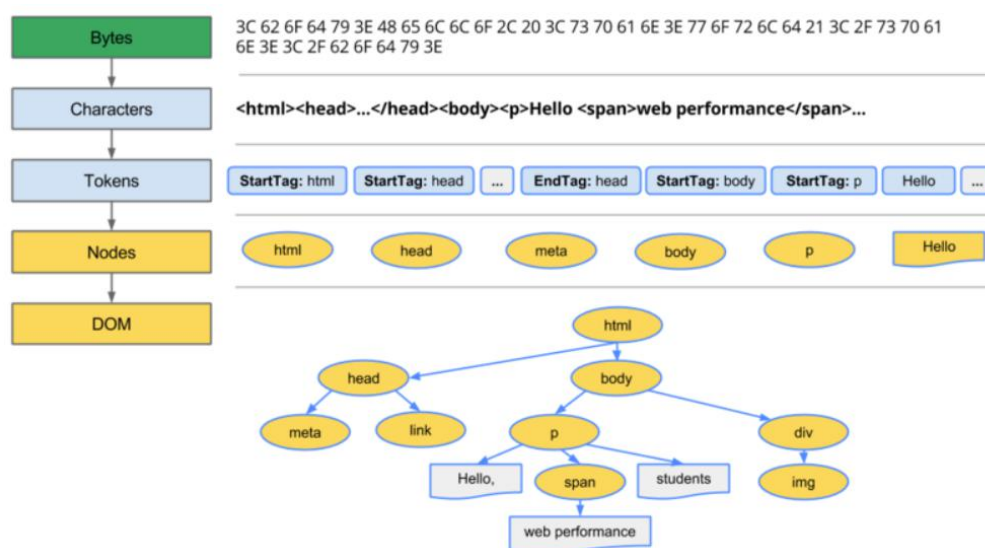 Bytes
3C 62 6F 64 79 3E 48 65 6C 6C 6F 2C 20 3C 73 70 61 6E 3E 77 6F 72 6C 64 21 3C 2F 73 70 61
6E 3E 3C 2F 62 6F 64 79 3E
Characters
<html><head>...</head><body><p>Hello <span>web performance</span>...
Tokens
StartTag: html StartTag: head ... EndTag: head StartTag: body StartTag: p Hello ...
Nodes
html head meta body p Hello
DOM
html
head body
meta link p div
Hello, span students img
web performance